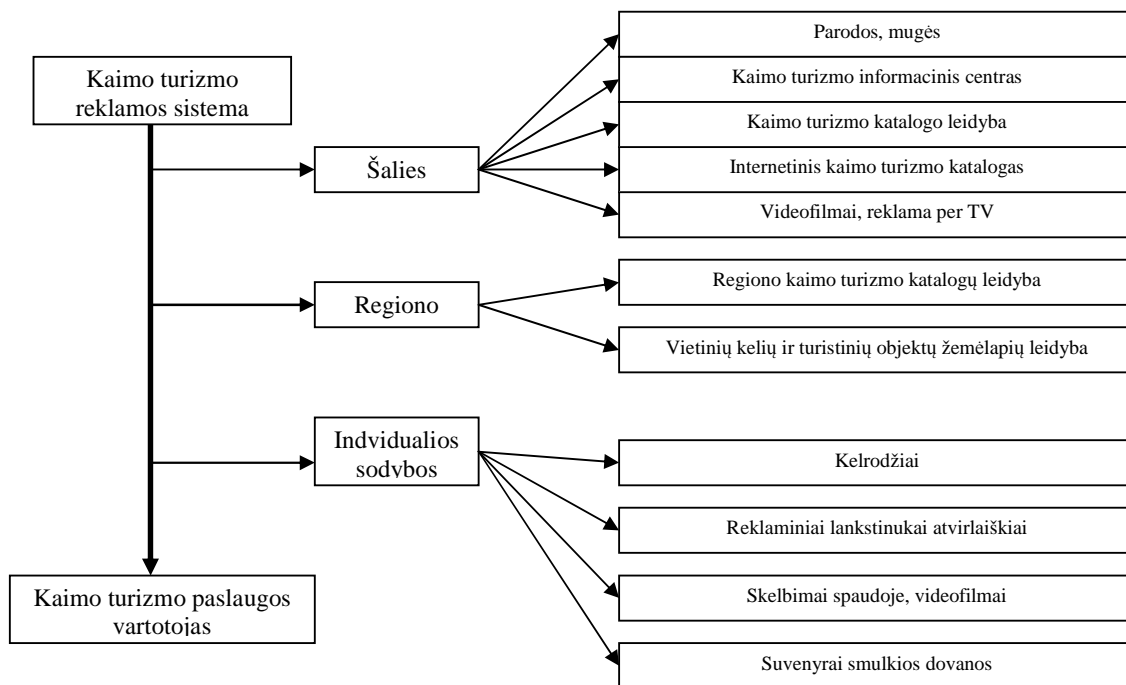 Kaimo turizmo
reklamos sistema
Šalies
Parodos, mugės
Kaimo turizmo informacinis centras
Kaimo turizmo katalogo leidyba
Internetinis kaimo turizmo katalogas
Videofilmai, reklama per TV
Regiono
Regiono kaimo turizmo katalogų leidyba
Vietinių kelių ir turistinių objektų žemėlapių leidyba
Indvidualios
sodybos
Kelrodžiai
Reklaminiai lankstinukai atvirlaiškiai
Skelbimai spaudoje, videofilmai
Suvenyrai smulkios dovanos
Kaimo turizmo paslaugos
vartotojas